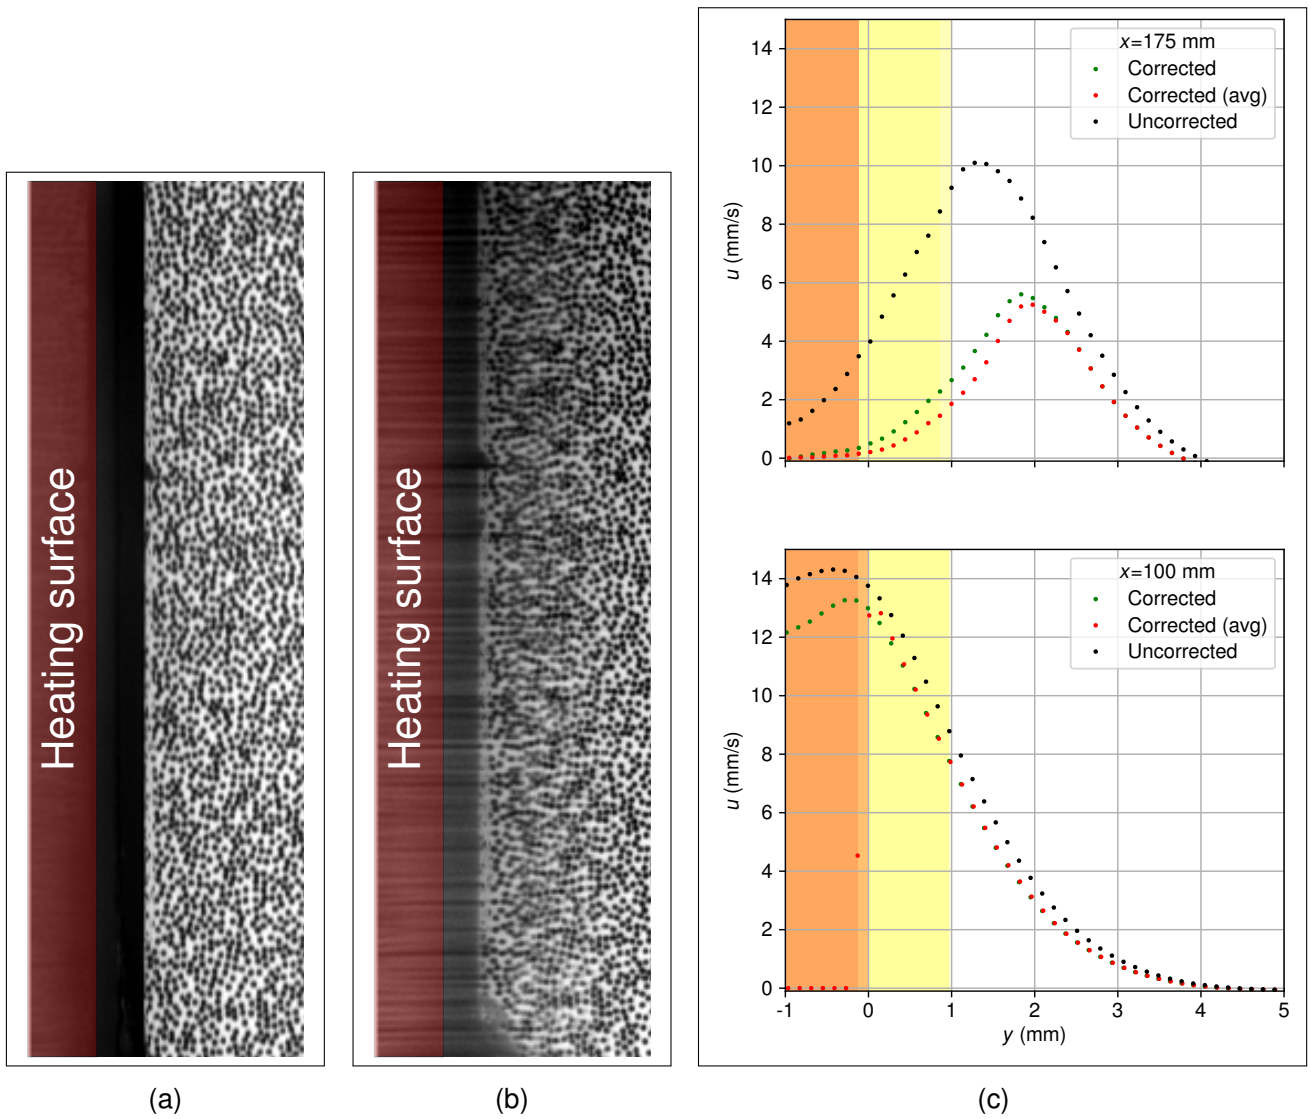 Heating surface
(a)
Heating surface
(b)
x=175 mm
Corrected
Corrected (avg)
Uncorrected
14
12
10
8
6
4
2
0
u (mm/s)
x=100 mm
Corrected
Corrected (avg)
Uncorrected
14
12
10
8
6
4
2
0
u (mm/s)
-1 0 1 2 3 4 5
y (mm)
(c)